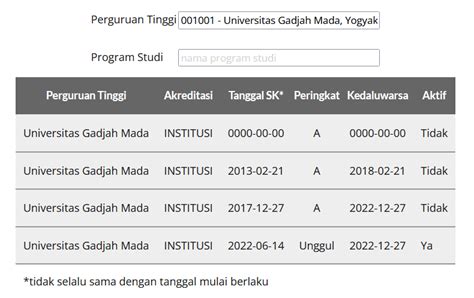 Perguruan Tinggi 001001 - Universitas Gadjah Mada, Yogyak
Program Studi nama program studi
Perguruan Tinggi Akreditasi Tanggal SK* Peringkat Kedaluwarsa Aktif
Universitas Gadjah Mada INSTITUSI 0000-00-00 A 0000-00-00 Tidak
Universitas Gadjah Mada INSTITUSI 2013-02-21 A 2018-02-21 Tidak
Universitas Gadjah Mada INSTITUSI 2017-12-27 A 2022-12-27 Tidak
Universitas Gadjah Mada INSTITUSI 2022-06-14 Unggul 2022-12-27 Ya
*tidak selalu sama dengan tanggal mulai berlaku